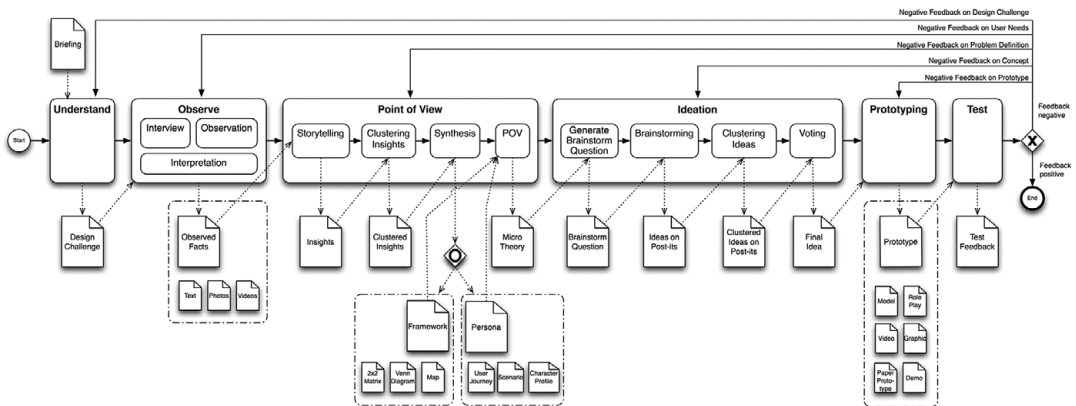 Negative Feedback on Design Challenge
Negative Feedback on User Needs
Negative Feedback on Problem Definition
Negative Feedback on Concept
Negative Feedback on Prototype
Briefing
Understand
Observe
Point of View
Ideation
Prototyping
Test
Feedback
negative
Start
Interview
Observation
Interpretation
Storytelling
Clustering
Insights
Synthesis
POV
Generate
Brainstorm
Question
Brainstorming
Clustering
Ideas
Voting
X
Feedback
positive
End
Design
Challenge
Observed
Facts
Insights
Clustered
Insights
Micro
Theory
Brainstorm
Question
Ideas on
Post-its
Clustered
Ideas on
Post-its
Final
Idea
Prototype
Test
Feedback
Text
Photos
Videos
Framework
Persona
2x2
Matrix
Venn
Diagram
Map
User
Journey
Scenario
Character
Profile
Model
Role
Play
Video
Graphic
Paper
Proto-
type
Demo